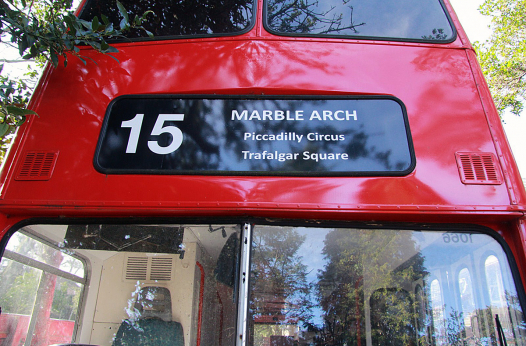 15
MARBLE ARCH
Piccadilly Circus
Trafalgar Square